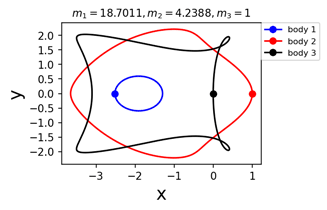 m₁ = 18.7011, m₂ = 4.2388, m₃ = 1
body 1
body 2
body 3
y
2.0
1.5
1.0
0.5
0.0
−0.5
−1.0
−1.5
−2.0
−3 −2 −1 0 1
x